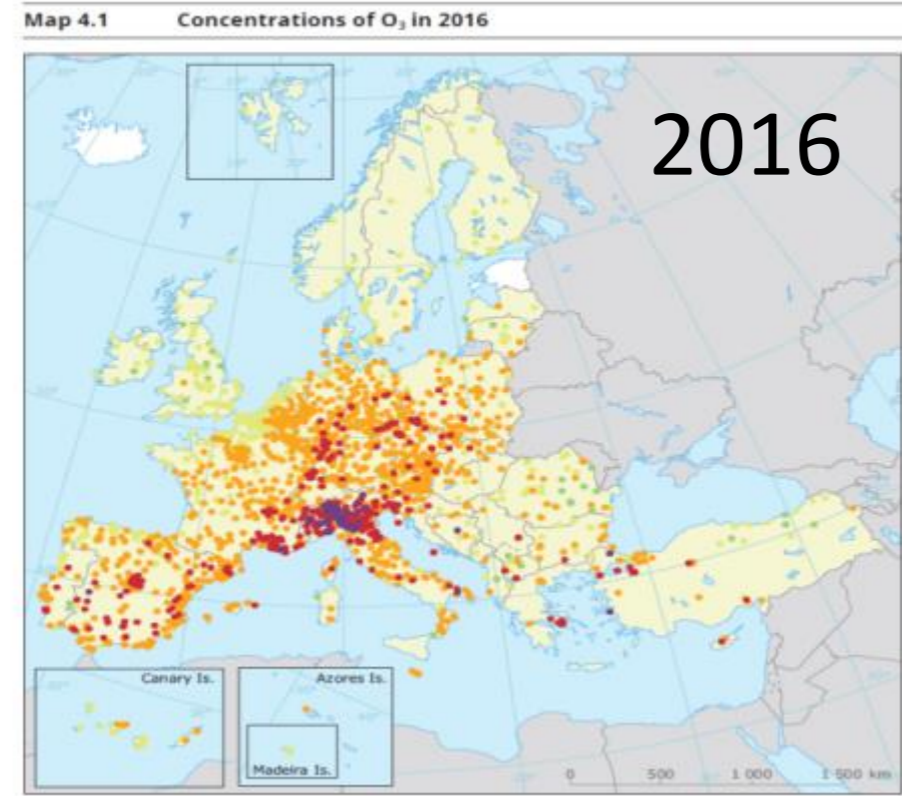 Map 4.1 Concentrations of O₃ in 2016
2016
Canary Is.
Azores Is.
Madeira Is.
0 500 1 000 1 500 km